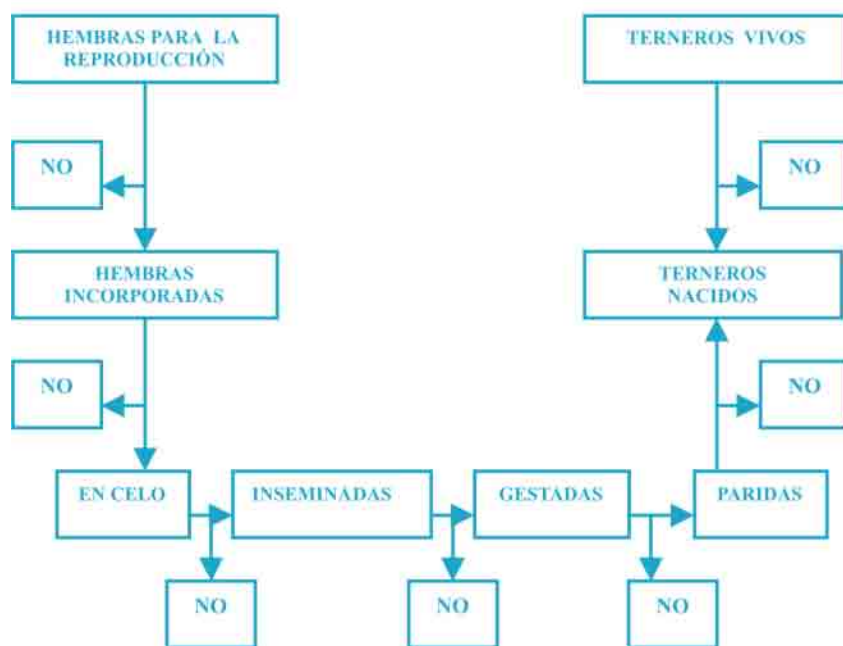 HEMBRAS PARA LA
REPRODUCCIÓN
TERNEROS VIVOS
NO
NO
HEMBRAS
INCORPORADAS
TERNEROS
NACIDOS
NO
NO
EN CELO
INSEMINADAS
GESTADAS
PARIDAS
NO
NO
NO